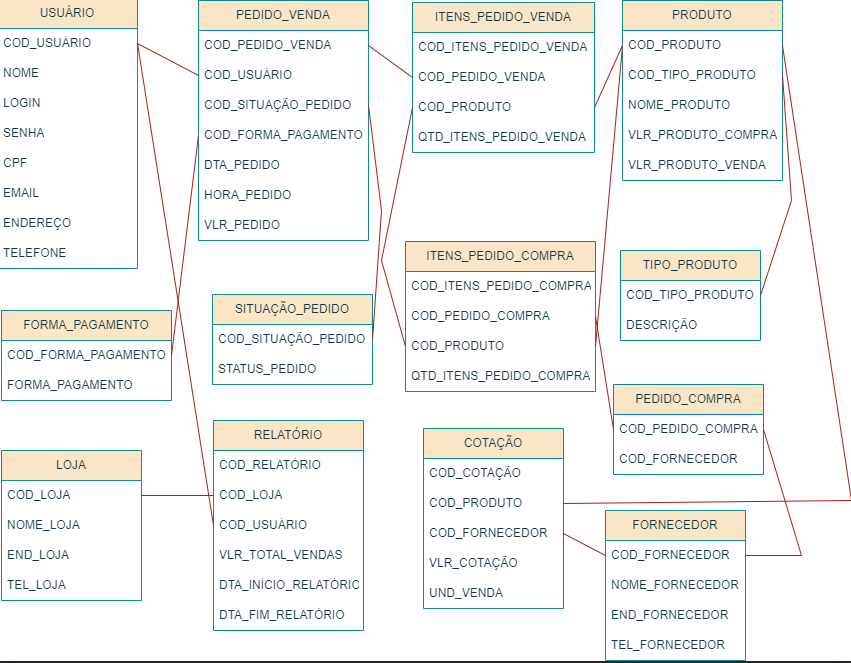 USUÁRIO
COD_USUÁRIO
NOME
LOGIN
SENHA
CPF
EMAIL
ENDEREÇO
TELEFONE
PEDIDO_VENDA
COD_PEDIDO_VENDA
COD_USUÁRIO
COD_SITUAÇÃO_PEDIDO
COD_FORMA_PAGAMENTO
DTA_PEDIDO
HORA_PEDIDO
VLR_PEDIDO
ITENS_PEDIDO_VENDA
COD_ITENS_PEDIDO_VENDA
COD_PEDIDO_VENDA
COD_PRODUTO
QTD_ITENS_PEDIDO_VENDA
PRODUTO
COD_PRODUTO
COD_TIPO_PRODUTO
NOME_PRODUTO
VLR_PRODUTO_COMPRA
VLR_PRODUTO_VENDA
FORMA_PAGAMENTO
COD_FORMA_PAGAMENTO
FORMA_PAGAMENTO
SITUAÇÃO_PEDIDO
COD_SITUAÇÃO_PEDIDO
STATUS_PEDIDO
ITENS_PEDIDO_COMPRA
COD_ITENS_PEDIDO_COMPRA
COD_PEDIDO_COMPRA
COD_PRODUTO
QTD_ITENS_PEDIDO_COMPRA
TIPO_PRODUTO
COD_TIPO_PRODUTO
DESCRIÇÃO
PEDIDO_COMPRA
COD_PEDIDO_COMPRA
COD_FORNECEDOR
LOJA
COD_LOJA
NOME_LOJA
END_LOJA
TEL_LOJA
RELATÓRIO
COD_RELATÓRIO
COD_LOJA
COD_USUÁRIO
VLR_TOTAL_VENDAS
DTA_INÍCIO_RELATÓRIO
DTA_FIM_RELATÓRIO
COTAÇÃO
COD_COTAÇÃO
COD_PRODUTO
COD_FORNECEDOR
VLR_COTAÇÃO
UND_VENDA
FORNECEDOR
COD_FORNECEDOR
NOME_FORNECEDOR
END_FORNECEDOR
TEL_FORNECEDOR